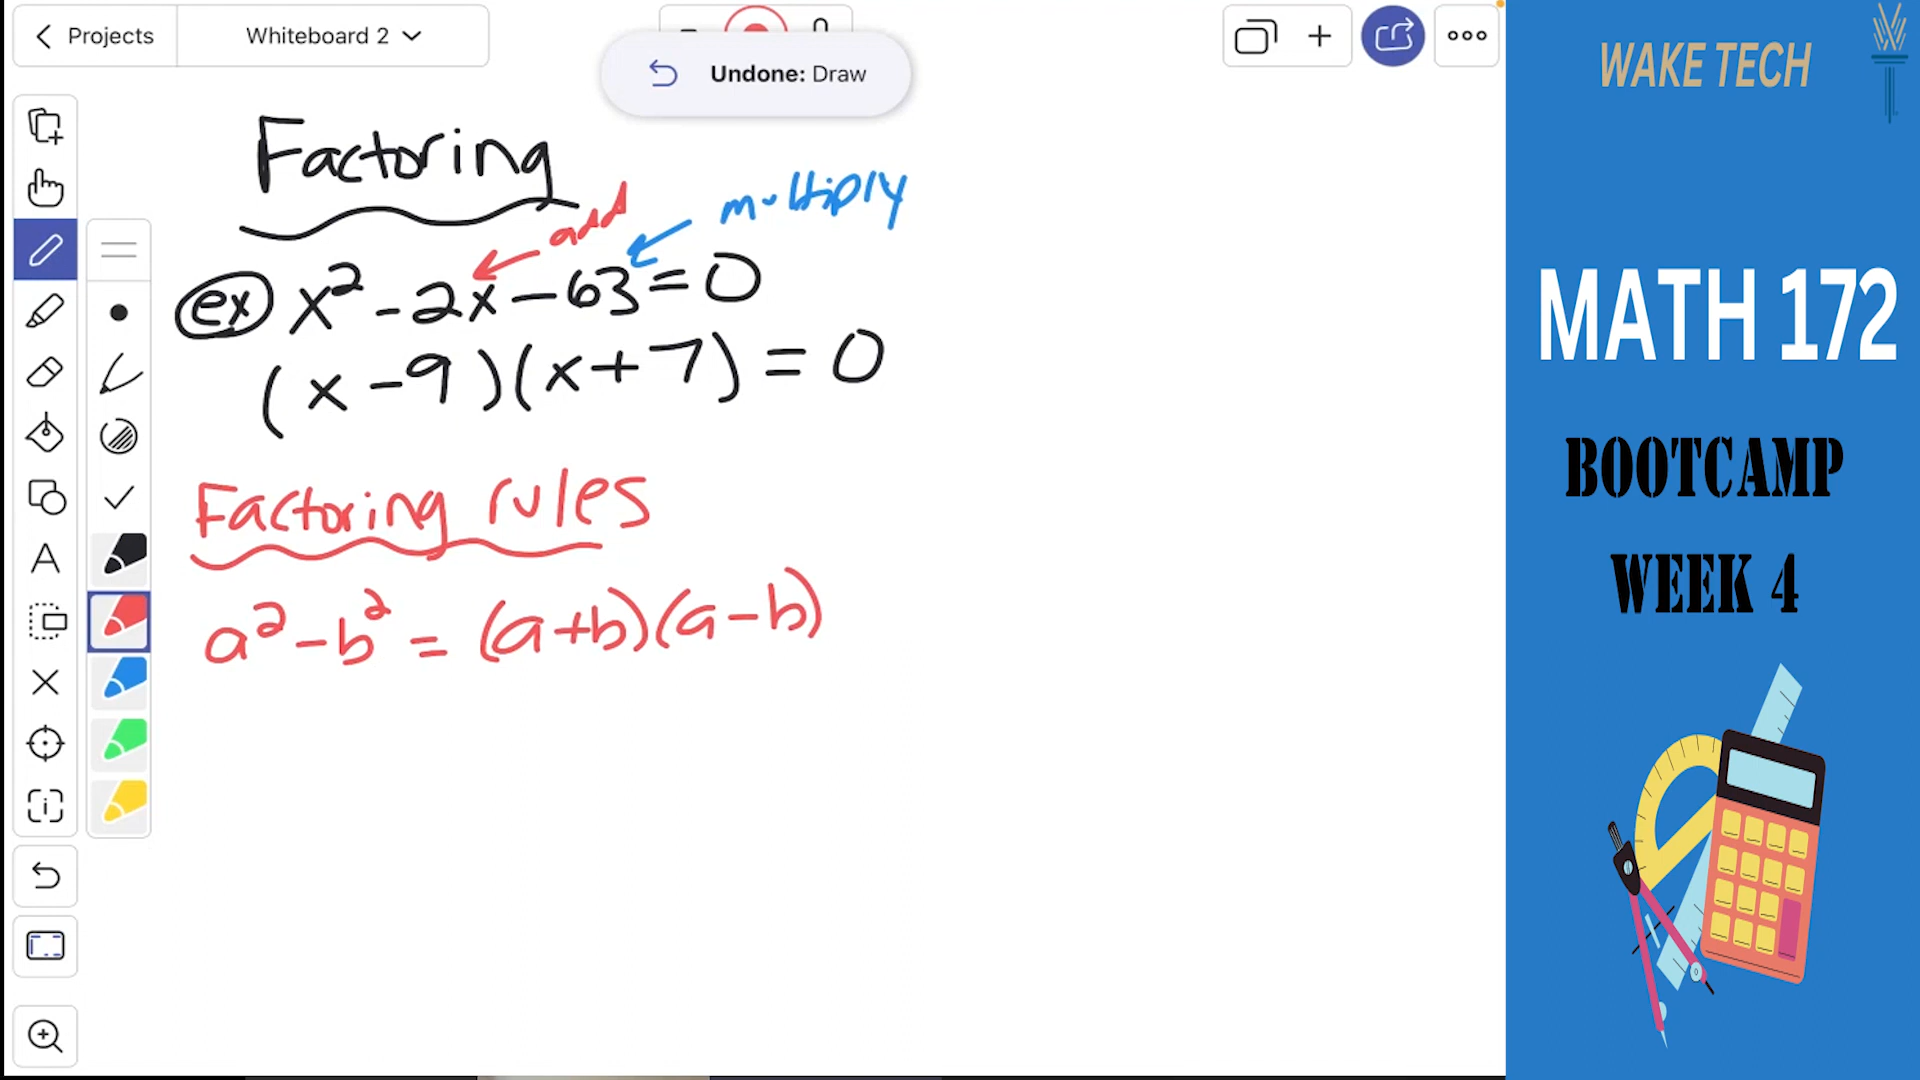 Projects
Whiteboard 2
Undone: Draw
WAKE TECH
Factoring
add
multiply
ex x² - 2x - 63 = 0
(x - 9)(x + 7) = 0
Factoring rules
a² - b² = (a+b)(a-b)
A
MATH 172
BOOTCAMP
WEEK 4